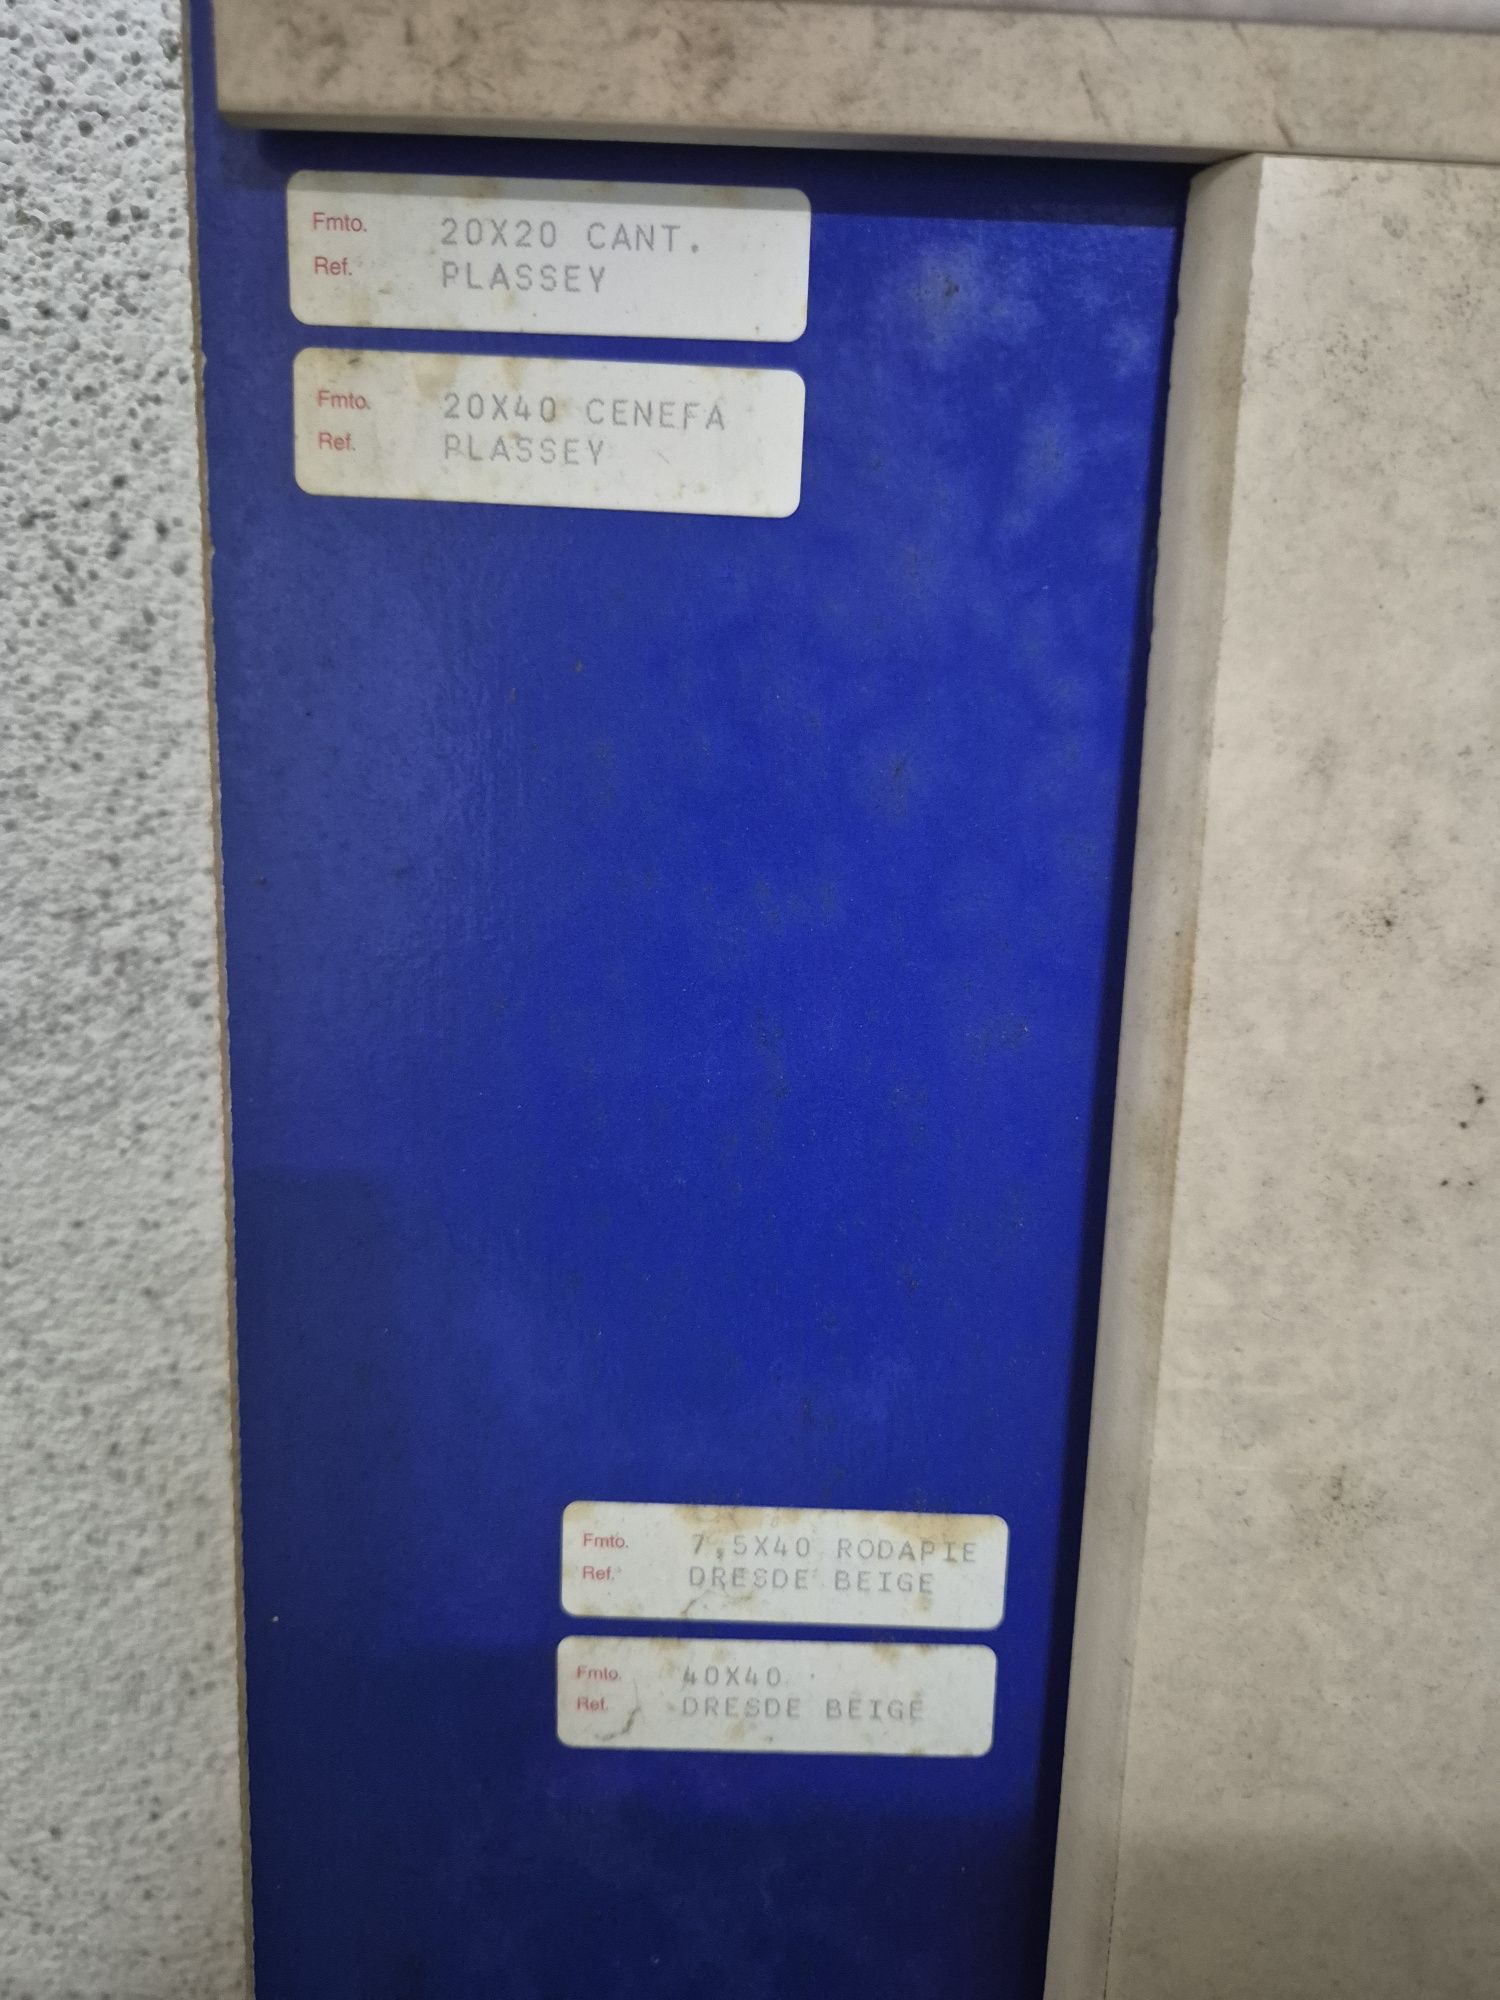 Fmto. 20X20 CANT.
Ref. PLASSEY
Fmto. 20X40 CENEFA
Ref. PLASSEY
Fmto. 7,5X40 RODAPIE
Ref. DRESDE BEIGE
Fmto. 40X40
Ref. DRESDE BEIGE